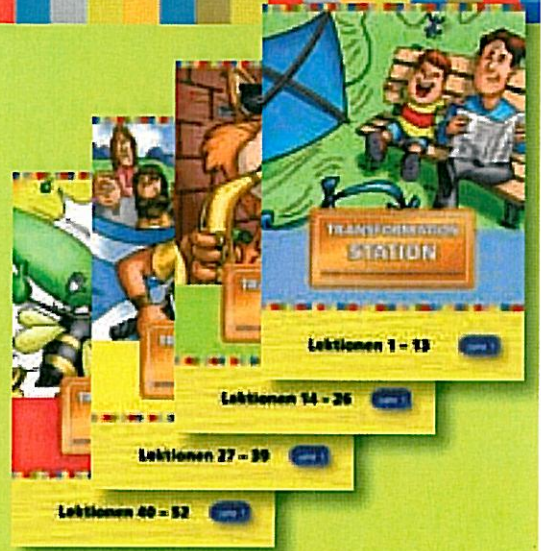 TRANSFORMATION
STATION
Lektionen 1 – 13
Lektionen 14 – 26
Lektionen 27 – 39
Lektionen 40 – 52